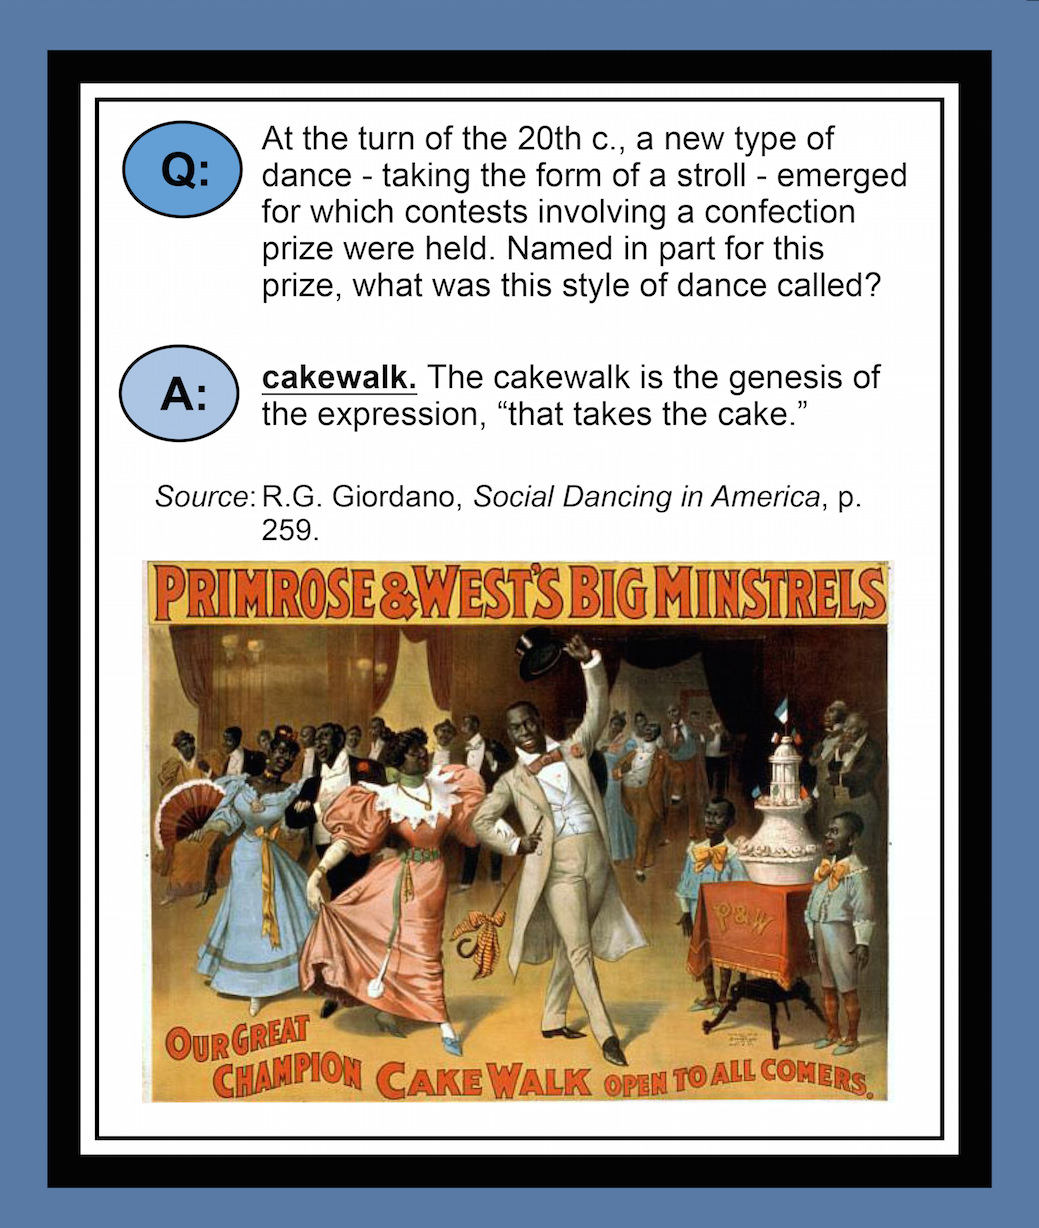 Q:
At the turn of the 20th c., a new type of
dance - taking the form of a stroll - emerged
for which contests involving a confection
prize were held. Named in part for this
prize, what was this style of dance called?
A:
cakewalk. The cakewalk is the genesis of
the expression, “that takes the cake.”
Source: R.G. Giordano, Social Dancing in America, p.
259.
PRIMROSE & WEST'S BIG MINSTRELS
P & W
OUR GREAT
CHAMPION CAKE WALK OPEN TO ALL COMERS.